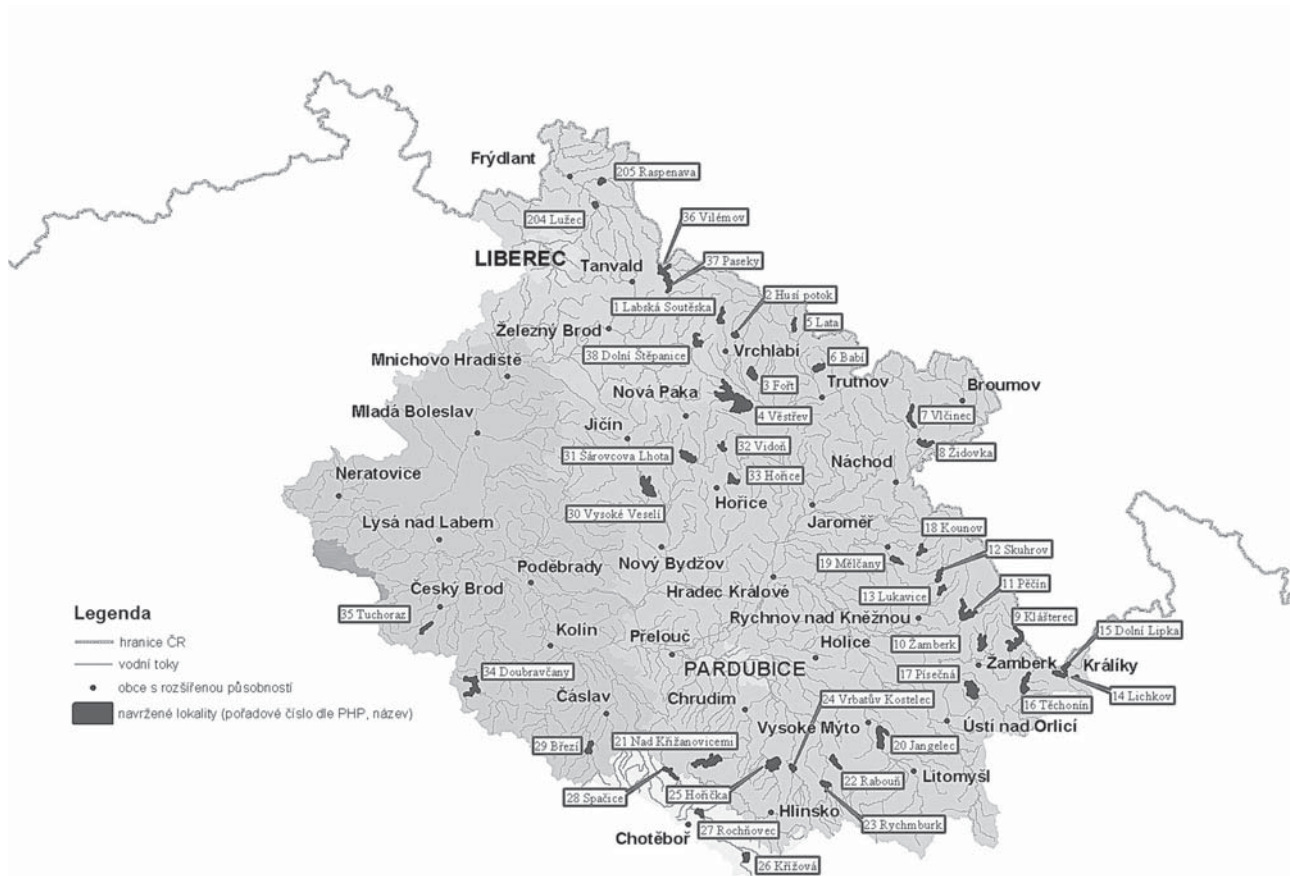 Frýdlant
205 Raspenava
204 Lužec
36 Vilémov
LIBEREC
Tanvald
37 Paseky
2 Husí potok
1 Labská Soutěska
5 Lata
Železný Brod
38 Dolní Štěpanice
Vrchlabí
6 Babí
Mnichovo Hradiště
3 Fořt
Trutnov
Broumov
Nová Paka
4 Věstřev
7 Vlčinec
Mladá Boleslav
Jičín
32 Vidoň
31 Šárovcova Lhota
8 Židovka
Náchod
Neratovice
33 Hořice
Hořice
30 Vysoké Veselí
Jaroměř
Lysá nad Labem
18 Kounov
12 Skuhrov
Nový Bydžov
19 Mělčany
Poděbrady
11 Pěčín
Český Brod
Hradec Králové
13 Lukavice
Legenda
35 Tuchoraz
Rychnov nad Kněžnou
9 Klášterec
hranice ČR
15 Dolní Lipka
Kolín
Přelouč
Holice
10 Žamberk
vodní toky
PARDUBICE
Žamberk
Králíky
34 Doubravčany
17 Písečná
obce s rozšířenou působností
14 Lichkov
Čáslav
Chrudim
24 Vrbatův Kostelec
16 Těchonín
navržené lokality (pořadové číslo dle PHP, název)
Vysoké Mýto
Ústí nad Orlicí
21 Nad Křižanovicemi
29 Březí
20 Jangelec
22 Rabouň
Litomyšl
28 Spačice
25 Hořička
Hlinsko
23 Rychmburk
27 Rochňovec
Chotěboř
26 Křížová